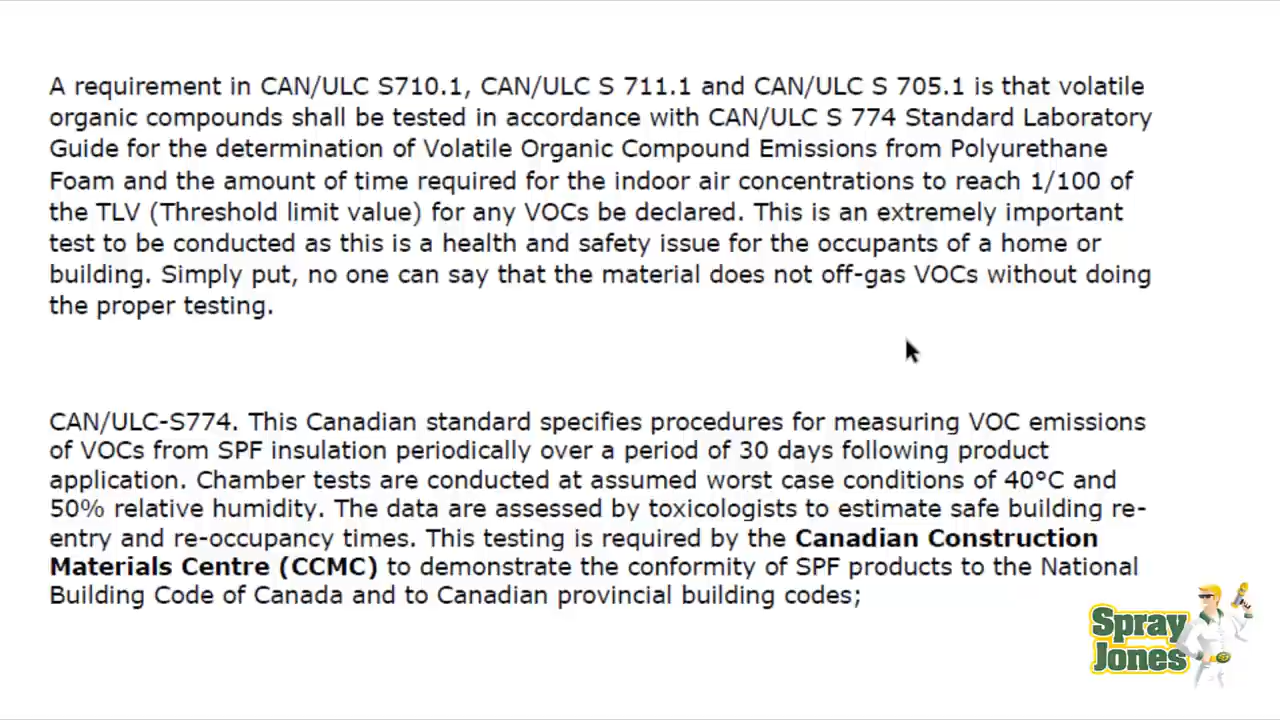 A requirement in CAN/ULC S710.1, CAN/ULC S 711.1 and CAN/ULC S 705.1 is that volatile
organic compounds shall be tested in accordance with CAN/ULC S 774 Standard Laboratory
Guide for the determination of Volatile Organic Compound Emissions from Polyurethane
Foam and the amount of time required for the indoor air concentrations to reach 1/100 of
the TLV (Threshold limit value) for any VOCs be declared. This is an extremely important
test to be conducted as this is a health and safety issue for the occupants of a home or
building. Simply put, no one can say that the material does not off-gas VOCs without doing
the proper testing.
CAN/ULC-S774. This Canadian standard specifies procedures for measuring VOC emissions
of VOCs from SPF insulation periodically over a period of 30 days following product
application. Chamber tests are conducted at assumed worst case conditions of 40°C and
50% relative humidity. The data are assessed by toxicologists to estimate safe building re-
entry and re-occupancy times. This testing is required by the Canadian Construction
Materials Centre (CCMC) to demonstrate the conformity of SPF products to the National
Building Code of Canada and to Canadian provincial building codes;
Spray
Jones